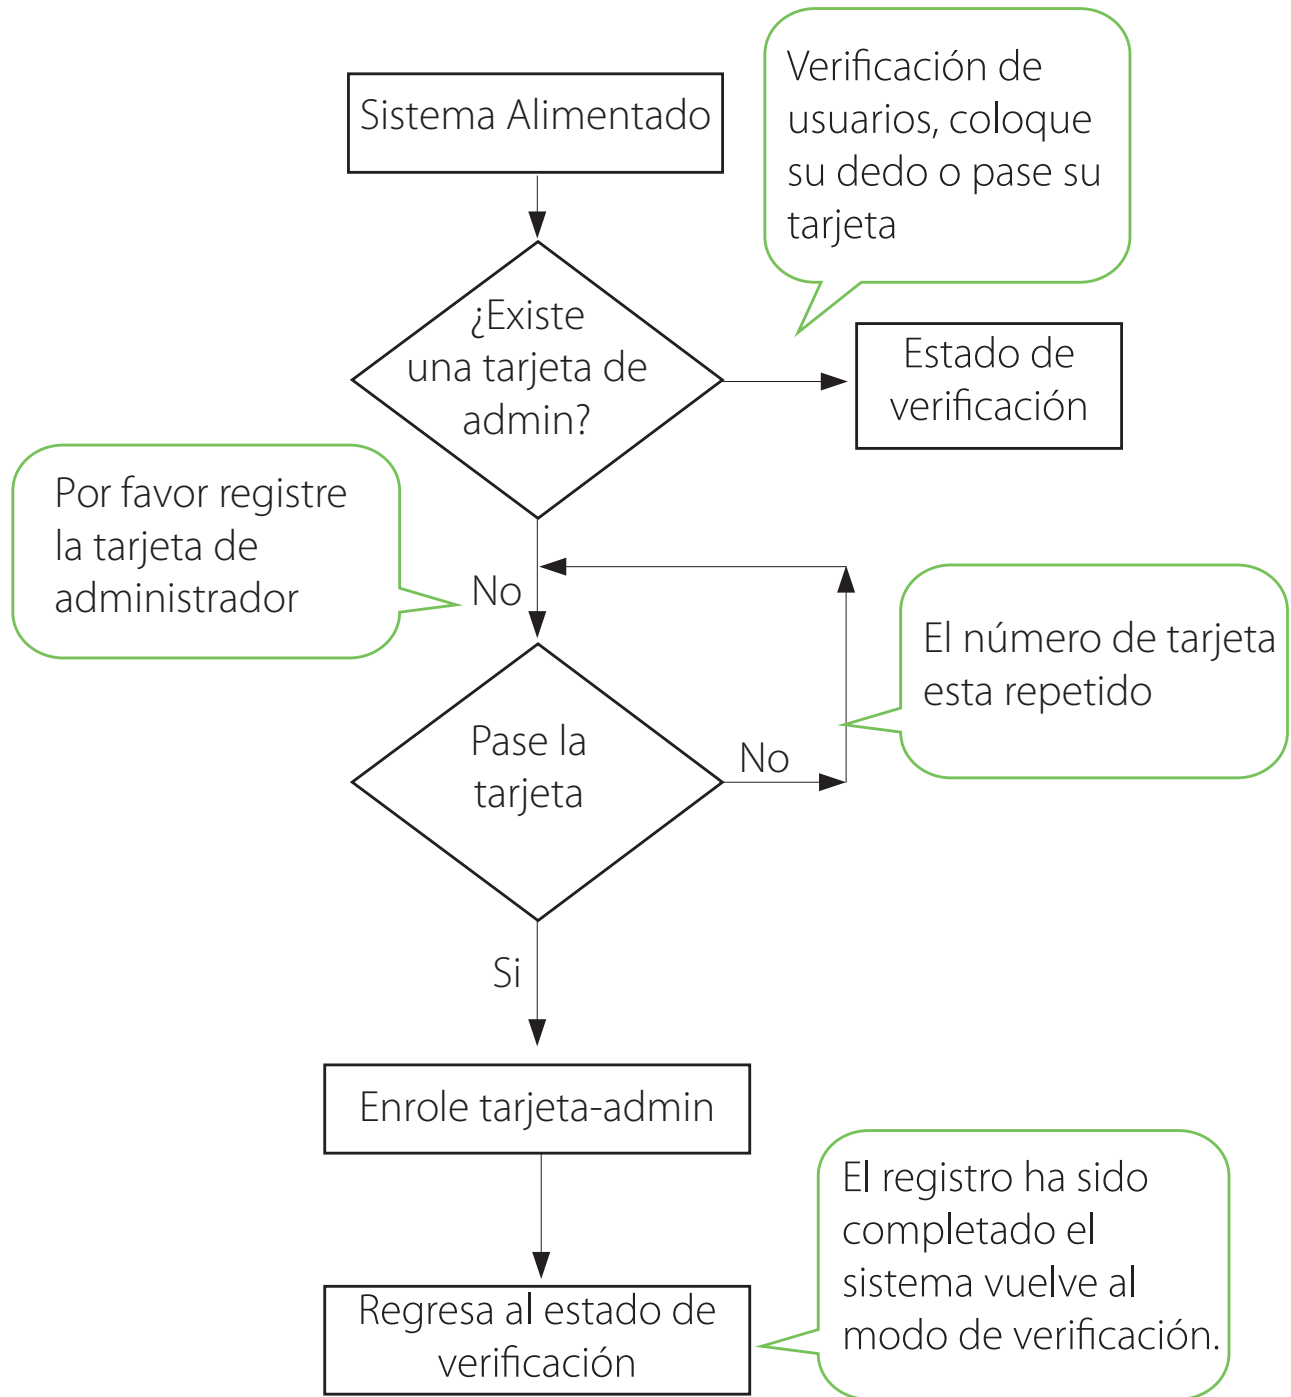 Sistema Alimentado
Verificación de
usuarios, coloque
su dedo o pase su
tarjeta
¿Existe
una tarjeta de
admin?
Estado de
verificación
Por favor registre
la tarjeta de
administrador
No
El número de tarjeta
esta repetido
Pase la
tarjeta
No
Si
Enrole tarjeta-admin
El registro ha sido
completado el
sistema vuelve al
modo de verificación.
Regresa al estado de
verificación